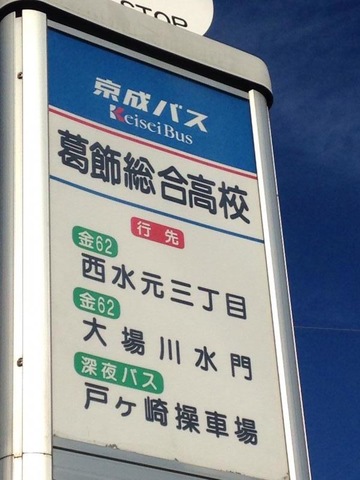 STOP
京成バス
KeiseiBus
葛飾総合高校
行先
金62
西水元三丁目
金62
大場川水門
深夜バス
戸ヶ崎操車場